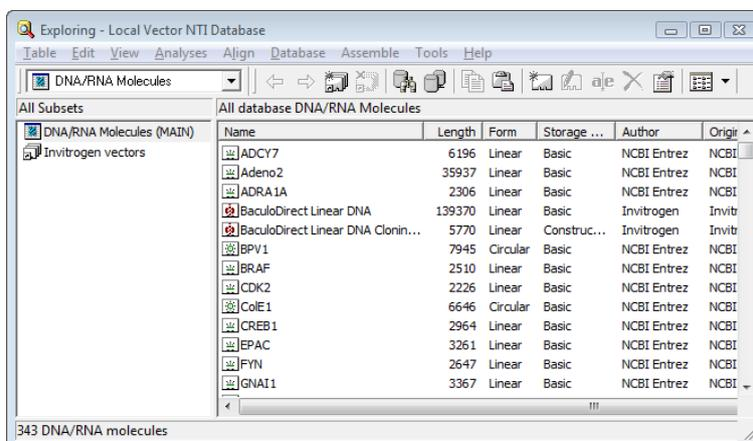 Exploring - Local Vector NTI Database
Table Edit View Analyses Align Database Assemble Tools Help
DNA/RNA Molecules
All Subsets
DNA/RNA Molecules (MAIN)
Invitrogen vectors
All database DNA/RNA Molecules
Name Length Form Storage ... Author Origin
ADCY7 6196 Linear Basic NCBI Entrez NCBI
Adeno2 35937 Linear Basic NCBI Entrez NCBI
ADRA1A 2306 Linear Basic NCBI Entrez NCBI
BaculoDirect Linear DNA 139370 Linear Basic Invitrogen Invitr
BaculoDirect Linear DNA Clonin... 5770 Linear Construc... Invitrogen Invitr
BPV1 7945 Circular Basic NCBI Entrez NCBI
BRAF 2510 Linear Basic NCBI Entrez NCBI
CDK2 2226 Linear Basic NCBI Entrez NCBI
ColE1 6646 Circular Basic NCBI Entrez NCBI
CREB1 2964 Linear Basic NCBI Entrez NCBI
EPAC 3261 Linear Basic NCBI Entrez NCBI
FYN 2647 Linear Basic NCBI Entrez NCBI
GNAI1 3367 Linear Basic NCBI Entrez NCBI
343 DNA/RNA molecules